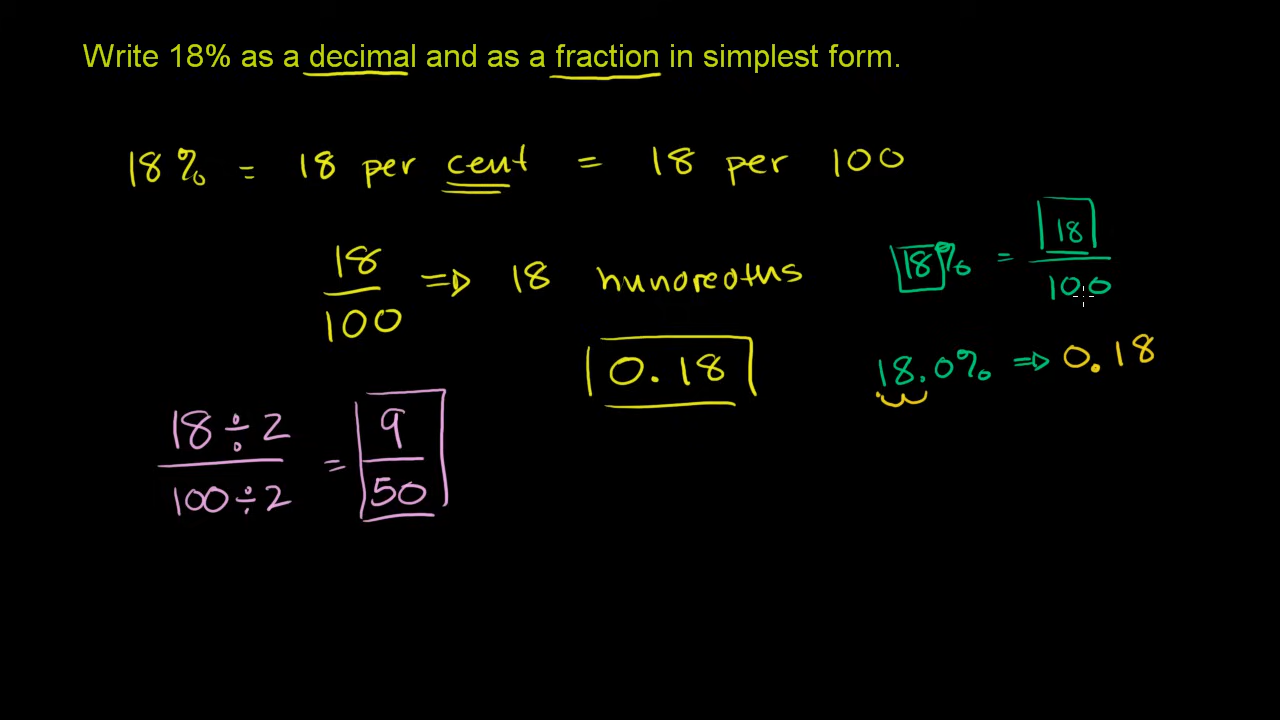 Write 18% as a decimal and as a fraction in simplest form.
18% = 18 per cent = 18 per 100
18/100 ⇒ 18 hundredths
0.18
18 ÷ 2 / 100 ÷ 2 = 9/50
18% = 18/100
18.0% ⇒ 0.18